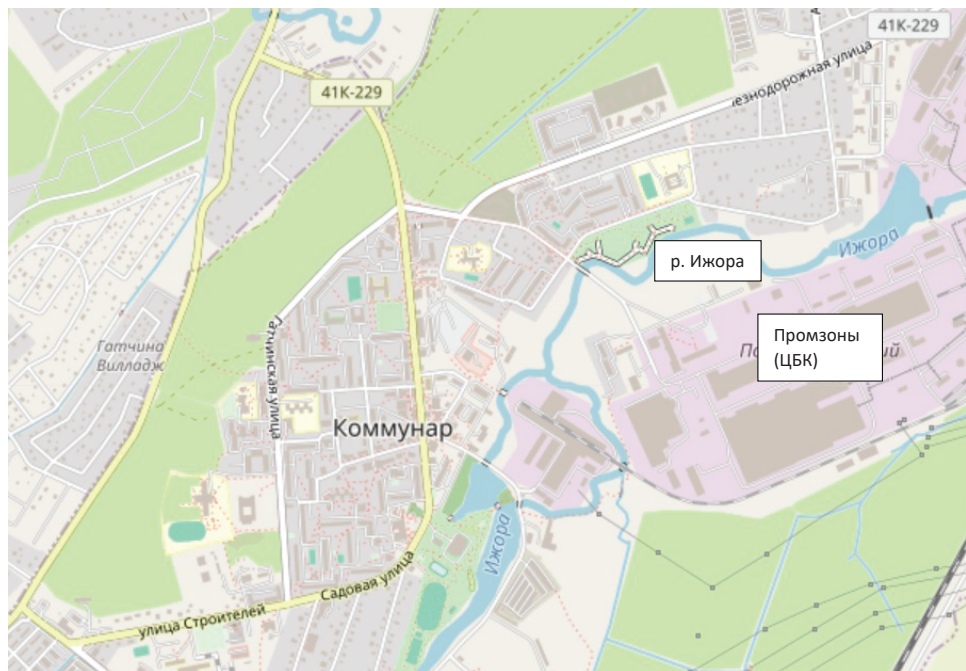 41К-229
41К-229
езнодорожная улица
Ижора
р. Ижора
Промзоны
(ЦБК)
Гатчина
Вилладж
Гатчинская улица
Коммунар
Ижора
Садовая улица
улица Строителей